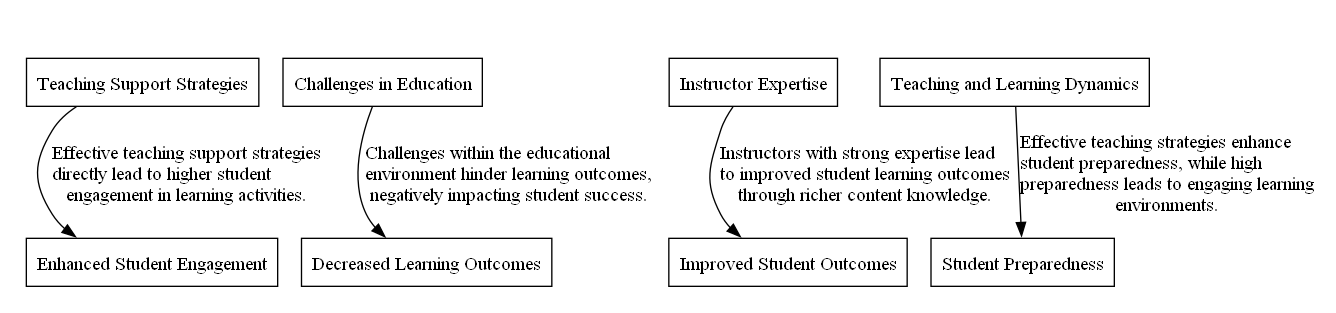 Teaching Support Strategies
Challenges in Education
Instructor Expertise
Teaching and Learning Dynamics
Effective teaching support strategies
directly lead to higher student
engagement in learning activities.
Challenges within the educational
environment hinder learning outcomes,
negatively impacting student success.
Instructors with strong expertise lead
to improved student learning outcomes
through richer content knowledge.
Effective teaching strategies enhance
student preparedness, while high
preparedness leads to engaging learning
environments.
Enhanced Student Engagement
Decreased Learning Outcomes
Improved Student Outcomes
Student Preparedness